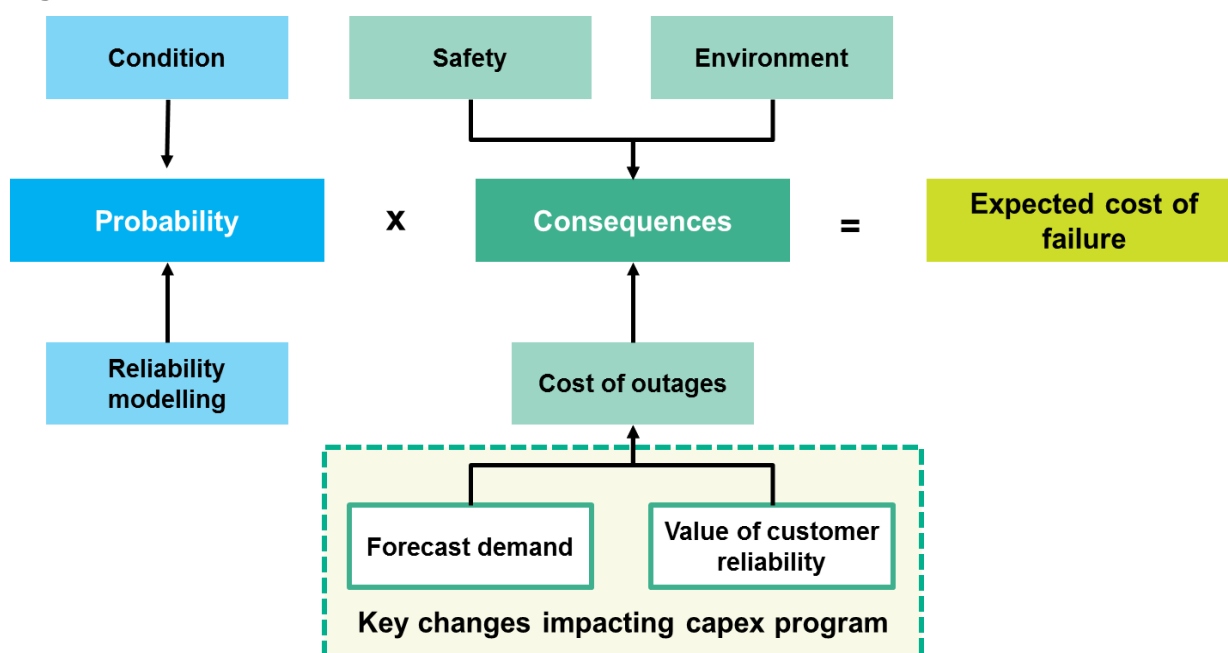 Condition
Safety
Environment
Probability
x
Consequences
=
Expected cost of
failure
Reliability
modelling
Cost of outages
Forecast demand
Value of customer
reliability
Key changes impacting capex program